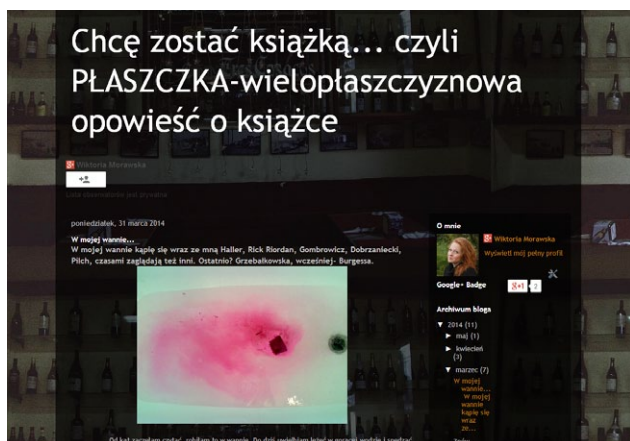 Chcę zostać książką... czyli
PŁASZCZKA-wielopłaszczyznowa
opowieść o książce
Wiktoria Morawska
poniedziałek, 31 marca 2014
W mojej wannie...
W mojej wannie kąpię się wraz ze mną Haller, Rick Riordan, Gombrowicz, Dobrzaniecki,
Pilch, czasami zaglądają też inni. Ostatnio? Grzebałkowska, wcześniej- Burgessa.
O mnie
Wiktoria Morawska
Wyświetl mój pełny profil
Google+ Badge
+1 2
Archiwum bloga
▼ 2014 (11)
► maj (1)
► kwiecień
(3)
▼ marzec (7)
W mojej
wannie...
W mojej
wannie
kąpię się
wraz
ze...